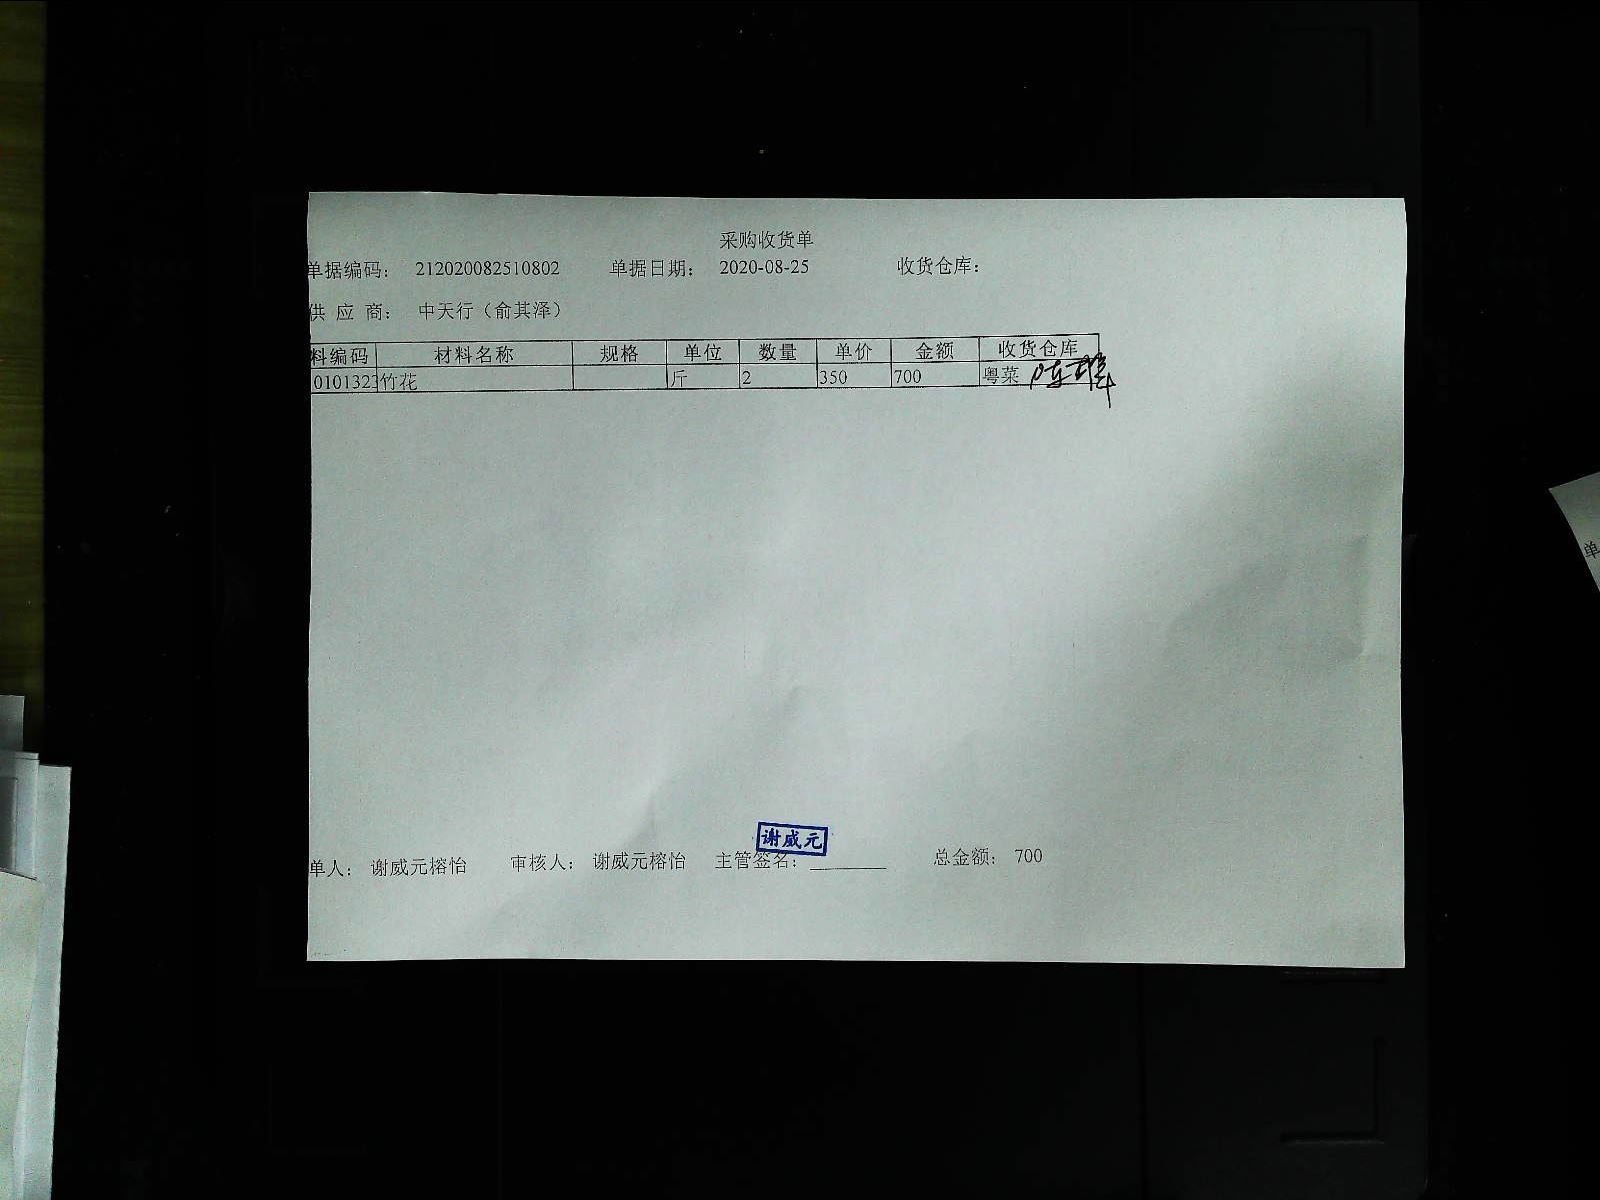 采购收货单
单据编码： 212020082510802 单据日期： 2020-08-25 收货仓库：
供 应 商： 中天行（俞其泽）
料编码 材料名称 规格 单位 数量 单价 金额 收货仓库
0101323 竹花 斤 2 350 700 粤菜
谢威元
单人： 谢威元榕怡 审核人： 谢威元榕怡 主管签名： 总金额： 700
单